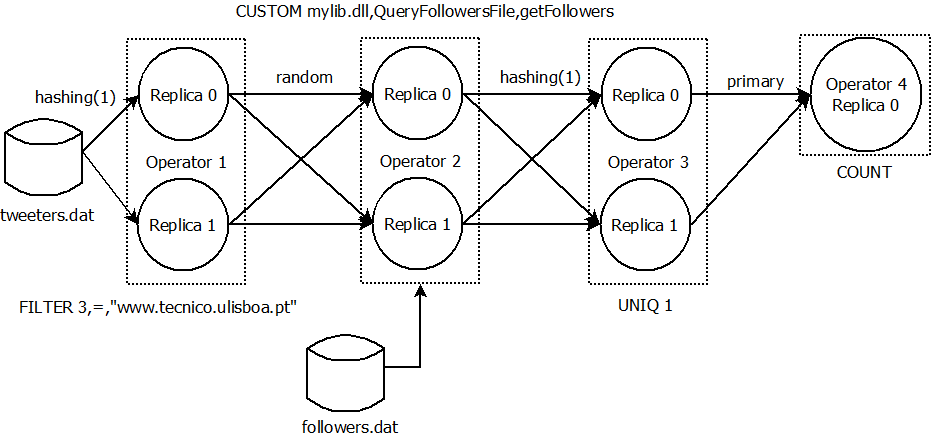 CUSTOM mylib.dll,QueryFollowersFile,getFollowers
hashing(1)
random
hashing(1)
primary
Replica 0
Replica 0
Replica 0
Operator 4
Replica 0
Operator 1
Operator 2
Operator 3
COUNT
tweeters.dat
Replica 1
Replica 1
Replica 1
FILTER 3,=,"www.tecnico.ulisboa.pt"
UNIQ 1
followers.dat